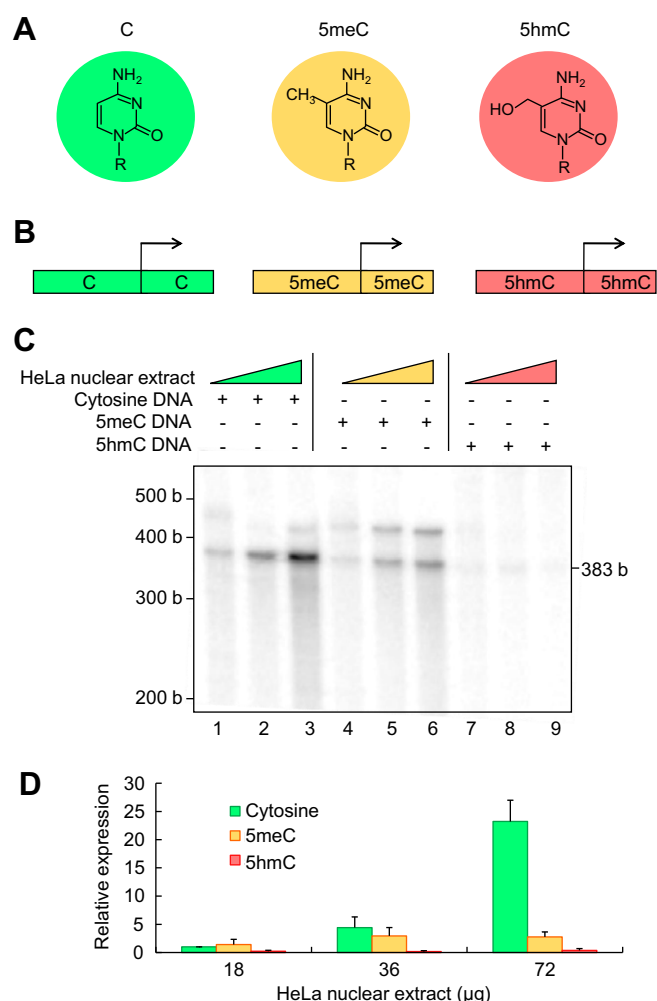 A
C 5meC 5hmC
NH₂ N N O R
CH₃ NH₂ N N O R
HO NH₂ N N O R
B
C C 5meC 5meC 5hmC 5hmC
C
HeLa nuclear extract
Cytosine DNA + + + - - - - - -
5meC DNA - - - + + + - - -
5hmC DNA - - - - - - + + +
500 b
400 b
383 b
300 b
200 b
1 2 3 4 5 6 7 8 9
D
Relative expression
30
25
20
15
10
5
0
Cytosine
5meC
5hmC
18 36 72
HeLa nuclear extract (µg)